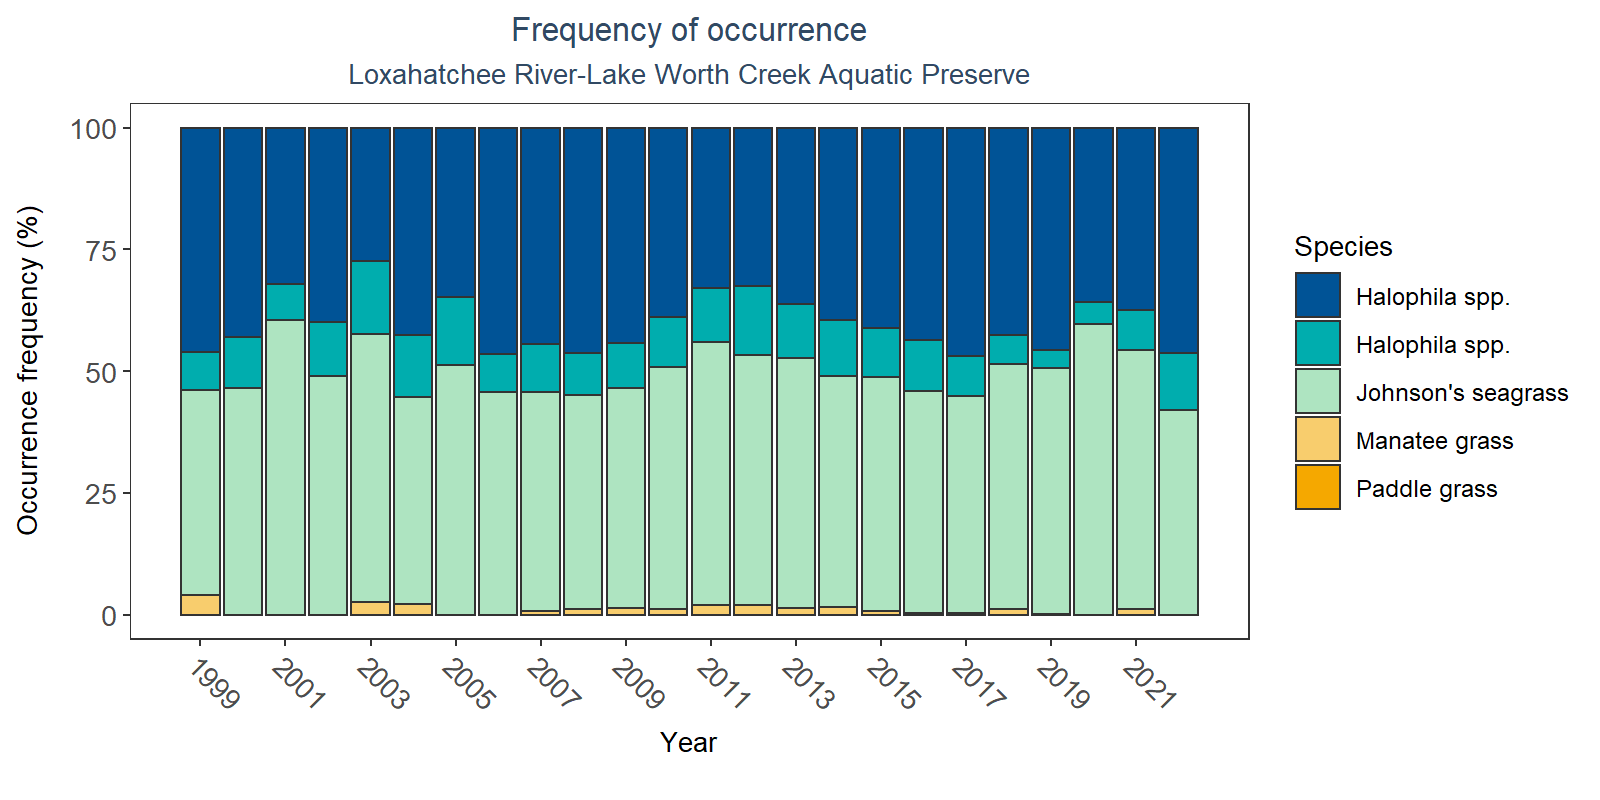 Frequency of occurrence
Loxahatchee River-Lake Worth Creek Aquatic Preserve
Occurrence frequency (%)
100
75
50
25
0
1999
2001
2003
2005
2007
2009
2011
2013
2015
2017
2019
2021
Year
Species
Halophila spp.
Halophila spp.
Johnson's seagrass
Manatee grass
Paddle grass